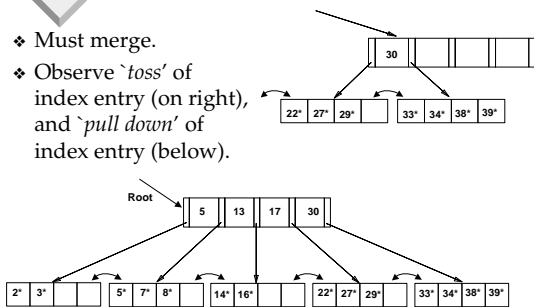 ❖ Must merge.
❖ Observe `toss' of
index entry (on right),
and `pull down' of
index entry (below).
30
22* 27* 29* 33* 34* 38* 39*
Root
5 13 17 30
2* 3* 5* 7* 8* 14* 16* 22* 27* 29* 33* 34* 38* 39*